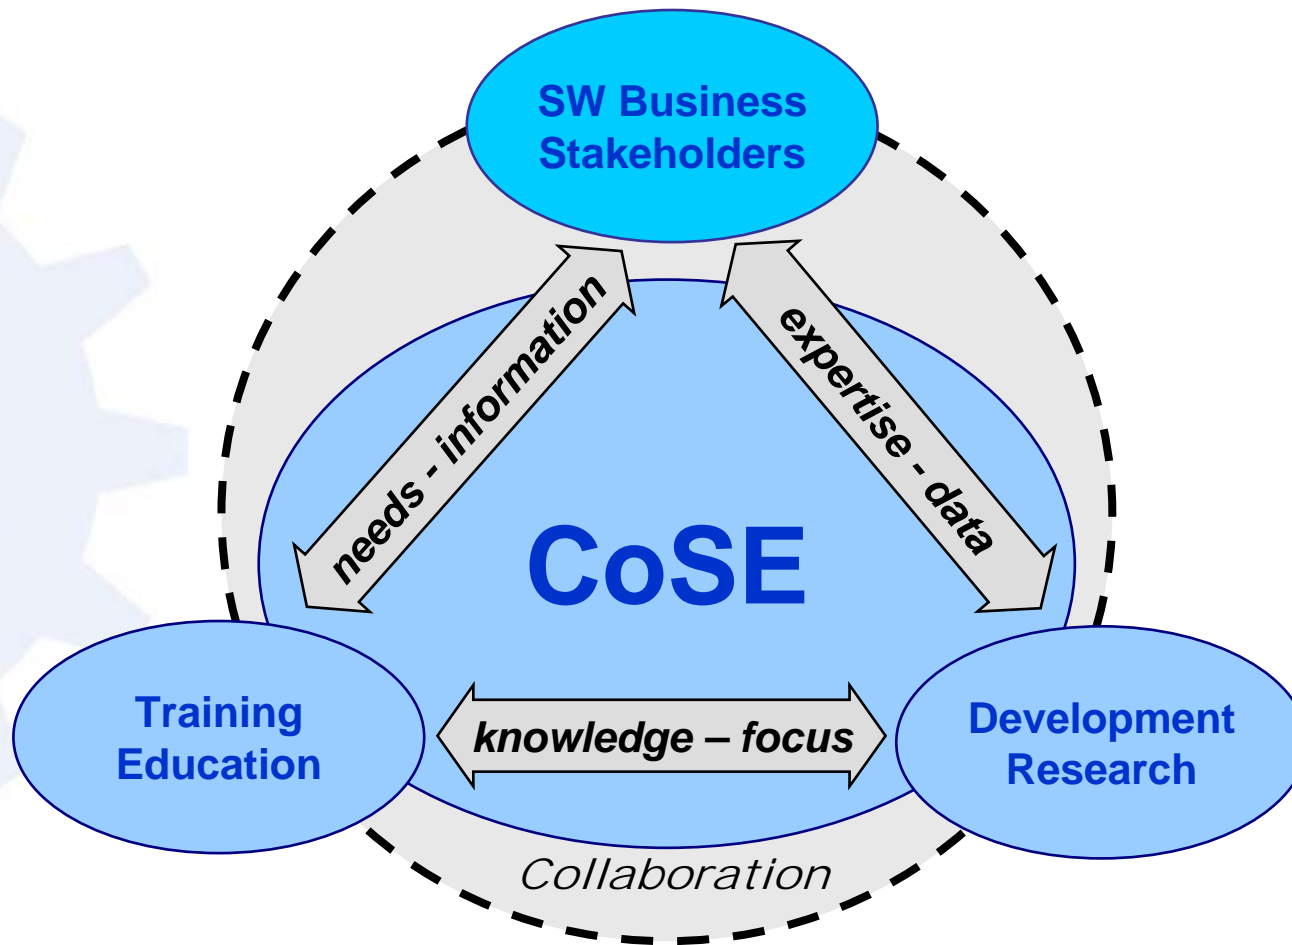 SW Business
Stakeholders
needs - information
expertise - data
CoSE
Training
Education
knowledge – focus
Development
Research
Collaboration